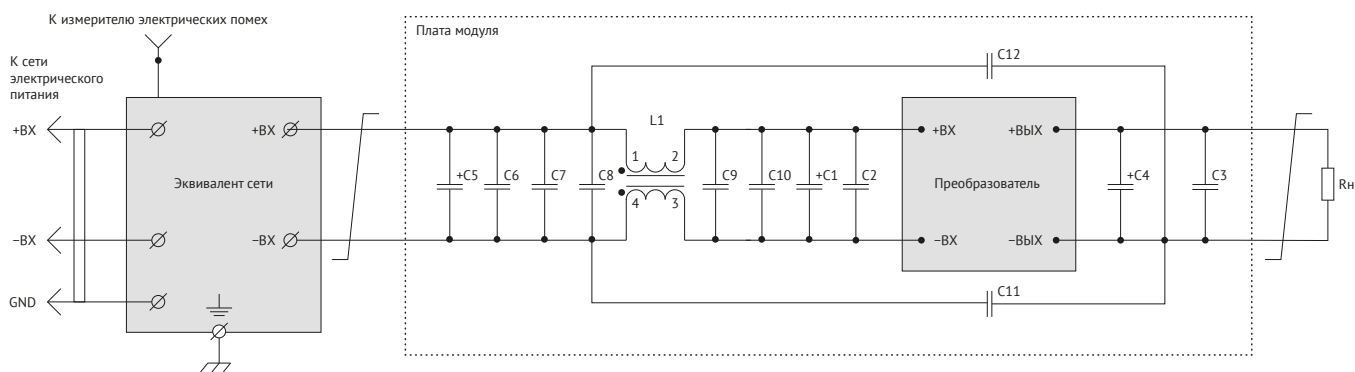 К измерителю электрических помех
Плата модуля
К сети
электрического
питания
C12
+ВХ
+ВХ
L1
+ВХ
+ВЫХ
1 2
Эквивалент сети
+C5
C6
C7
C8
C9
C10
+C1
C2
Преобразователь
+C4
C3
Rн
4 3
−ВХ
−ВХ
−ВХ
−ВЫХ
GND
C11